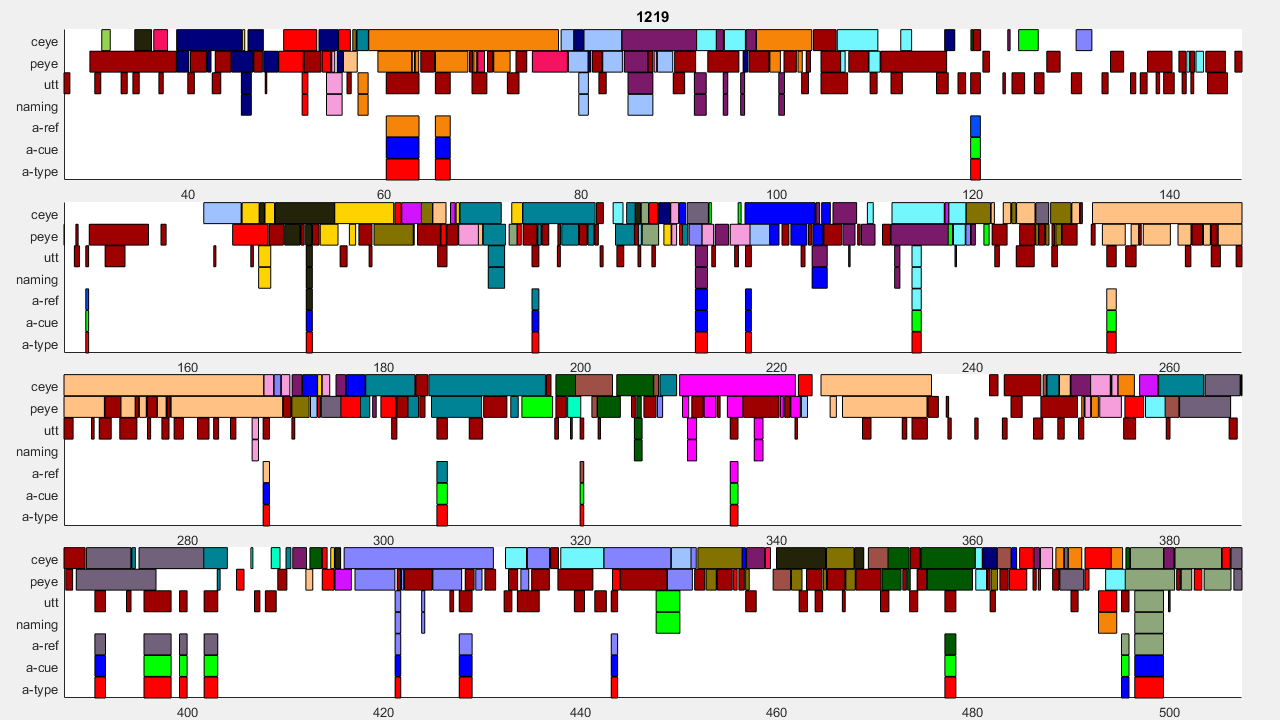 1219
ceye
peye
utt
naming
a-ref
a-cue
a-type
40 60 80 100 120 140
ceye
peye
utt
naming
a-ref
a-cue
a-type
160 180 200 220 240 260
ceye
peye
utt
naming
a-ref
a-cue
a-type
280 300 320 340 360 380
ceye
peye
utt
naming
a-ref
a-cue
a-type
400 420 440 460 480 500